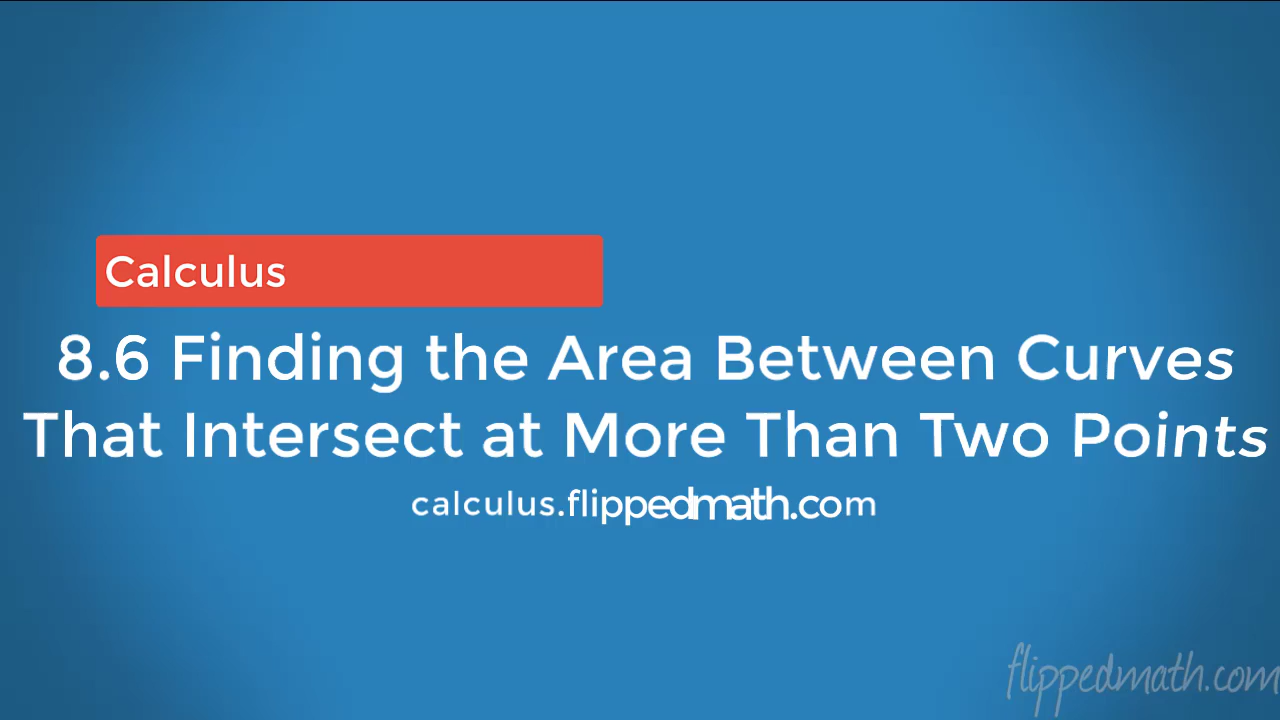 Calculus
8.6 Finding the Area Between Curves
That Intersect at More Than Two Points
calculus.flippedmath.com
flippedmath.com